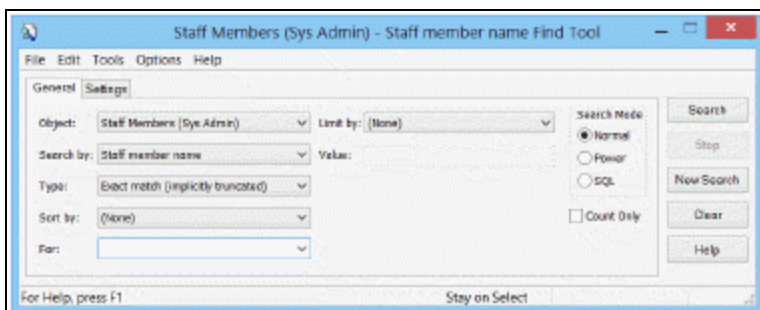 Staff Members (Sys Admin) - Staff member name Find Tool
File Edit Tools Options Help
General Settings
Object: Staff Members (Sys Admin) Limit by: (None) Search Mode Search
Normal
Search by: Staff member name Value: Power Stop
Type: Exact match (implicitly truncated) SQL New Search
Sort by: (None) Count Only Clear
For: Help
For Help, press F1 Stay on Select